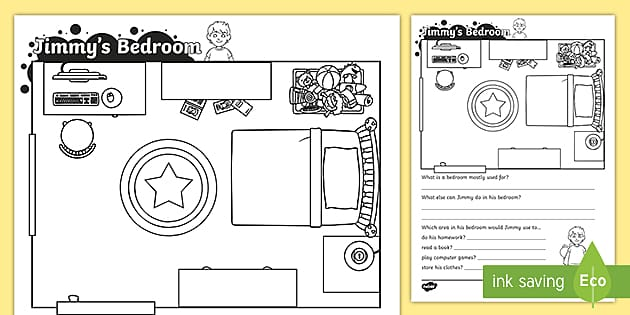 Jimmy's Bedroom
Jimmy's Bedroom
What is a bedroom mostly used for?
What else can Jimmy do in his bedroom?
Which area in his bedroom would Jimmy use to...
do his homework?
read a book?
play computer games?
store his clothes?
ink saving
Eco